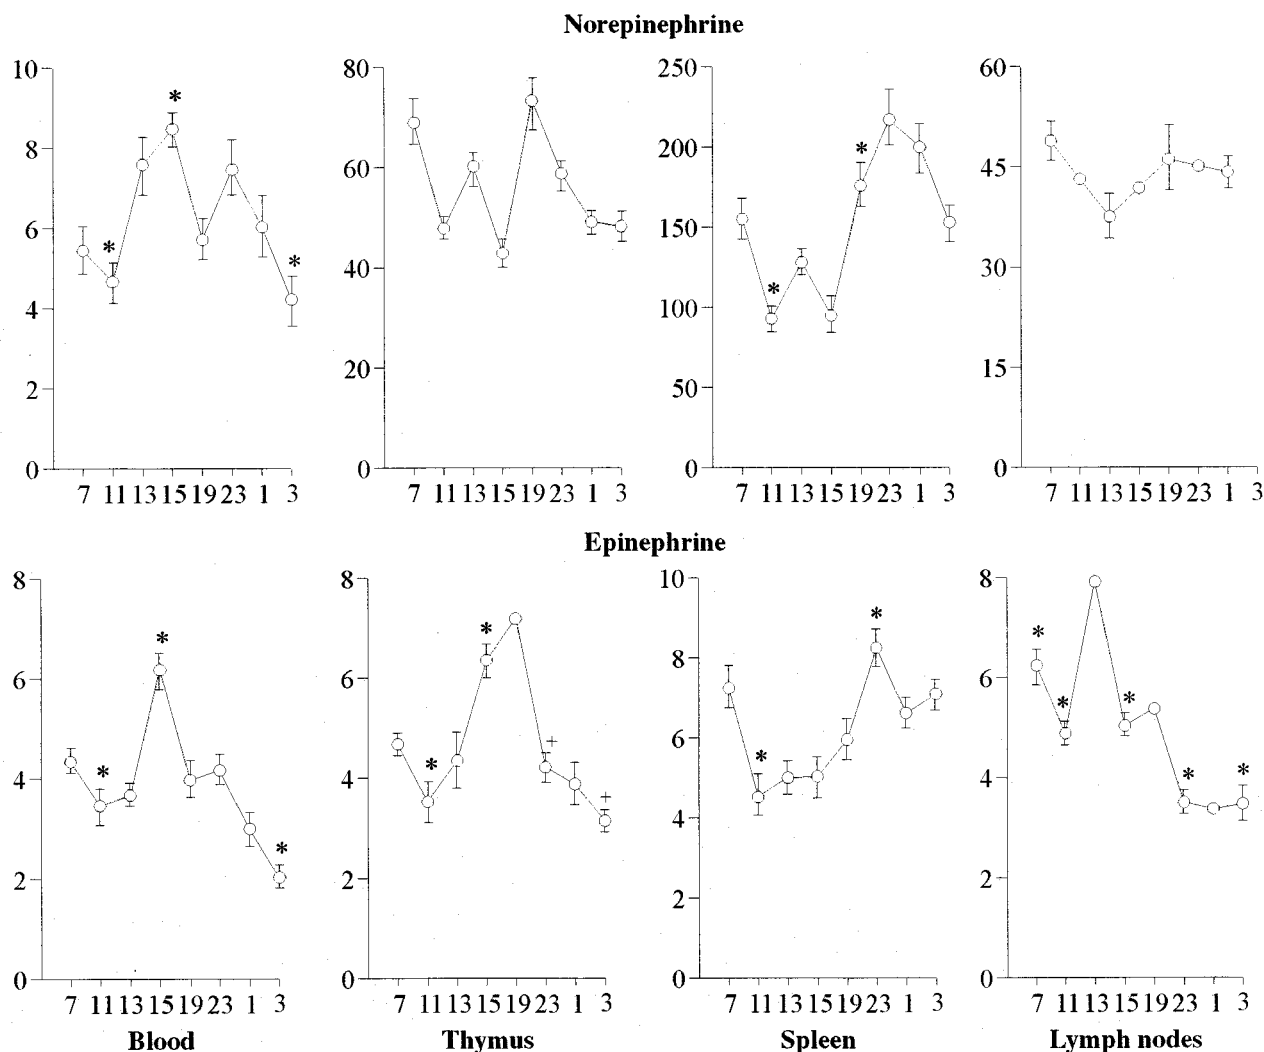 Norepinephrine
10 80 250 60
8 60 200 45
6 40 150 30
4 20 100 15
2 0 50 0
0 0
* * * * *
7 11 13 15 19 23 1 3 7 11 13 15 19 23 1 3 7 11 13 15 19 23 1 3 7 11 13 15 19 23 1 3
Epinephrine
8 8 10 8
6 6 8 6
4 4 6 4
2 2 4 2
0 0 2 0
0
* * * * * + + * * * * * * *
7 11 13 15 19 23 1 3 7 11 13 15 19 23 1 3 7 11 13 15 19 23 1 3 7 11 13 15 19 23 1 3
Blood Thymus Spleen Lymph nodes